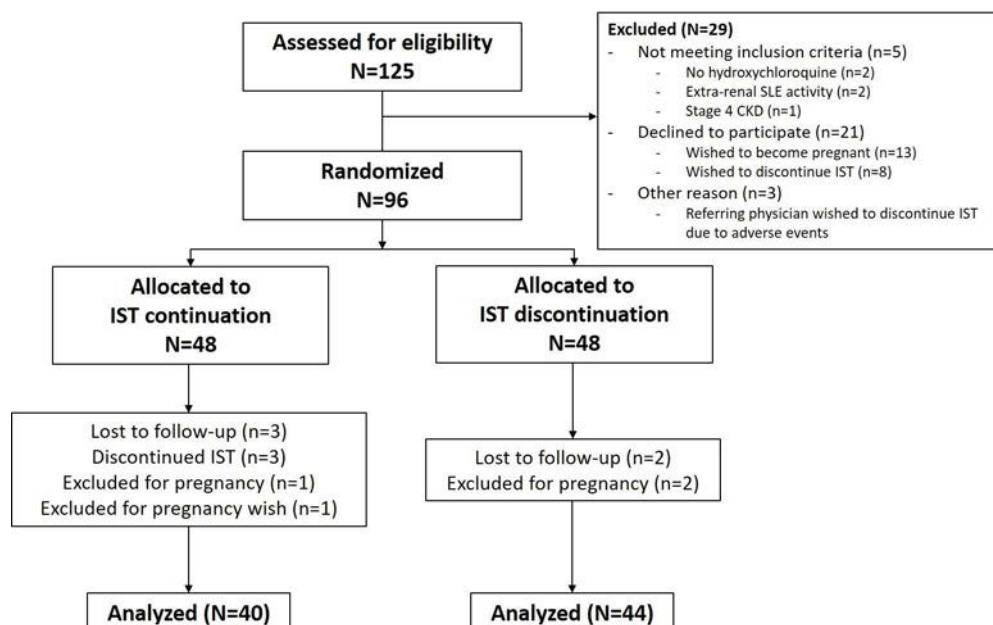 Assessed for eligibility
N=125
Excluded (N=29)
- Not meeting inclusion criteria (n=5)
- No hydroxychloroquine (n=2)
- Extra-renal SLE activity (n=2)
- Stage 4 CKD (n=1)
- Declined to participate (n=21)
- Wished to become pregnant (n=13)
- Wished to discontinue IST (n=8)
- Other reason (n=3)
- Referring physician wished to discontinue IST
due to adverse events
Randomized
N=96
Allocated to
IST continuation
N=48
Allocated to
IST discontinuation
N=48
Lost to follow-up (n=3)
Discontinued IST (n=3)
Excluded for pregnancy (n=1)
Excluded for pregnancy wish (n=1)
Lost to follow-up (n=2)
Excluded for pregnancy (n=2)
Analyzed (N=40)
Analyzed (N=44)